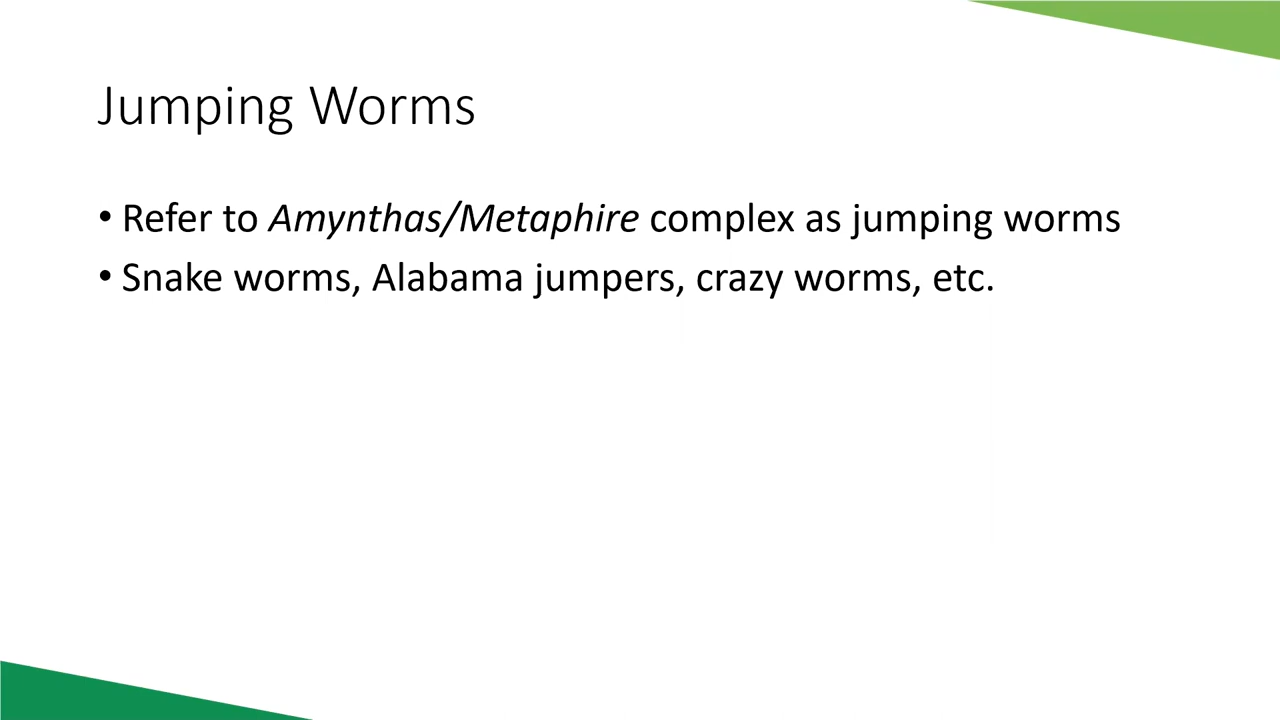 Jumping Worms
• Refer to Amynthas/Metaphire complex as jumping worms
• Snake worms, Alabama jumpers, crazy worms, etc.